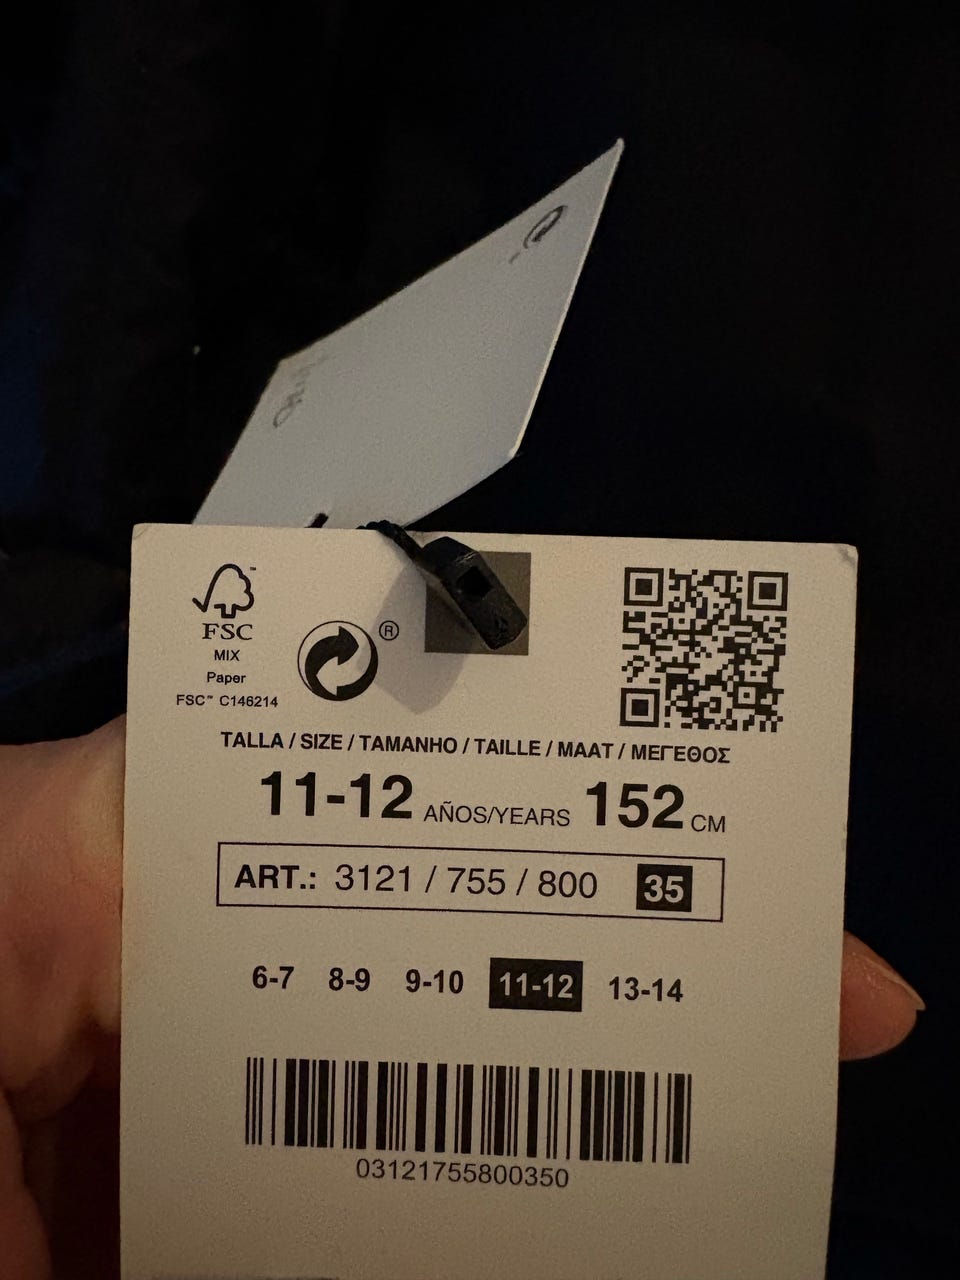 FSC™
MIX
Paper
FSC™ C146214
®
TALLA / SIZE / TAMANHO / TAILLE / MAAT / ΜΕΓΕΘΟΣ
11-12 AÑOS/YEARS 152 CM
ART.: 3121 / 755 / 800 35
6-7 8-9 9-10 11-12 13-14
03121755800350